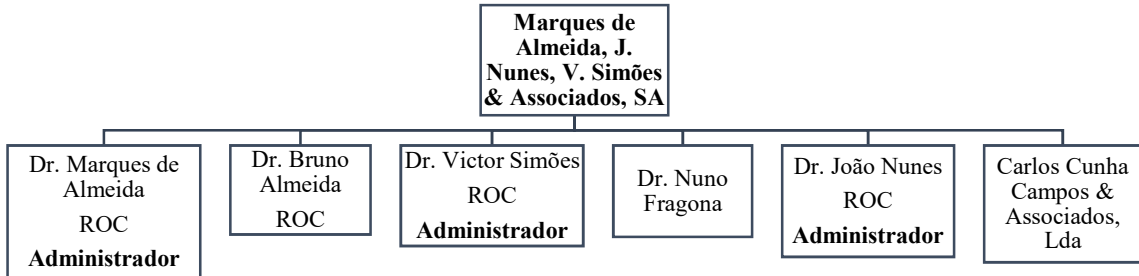 Marques de
Almeida, J.
Nunes, V. Simões
& Associados, SA
Dr. Marques de
Almeida
ROC
Administrador
Dr. Bruno
Almeida
ROC
Dr. Victor Simões
ROC
Administrador
Dr. Nuno
Fragona
Dr. João Nunes
ROC
Administrador
Carlos Cunha
Campos &
Associados,
Lda